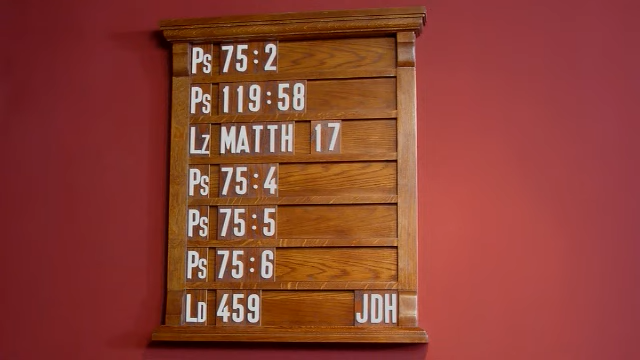 Ps 75:2
Ps 119:58
Lz MATTH 17
Ps 75:4
Ps 75:5
Ps 75:6
Ld 459 JDH